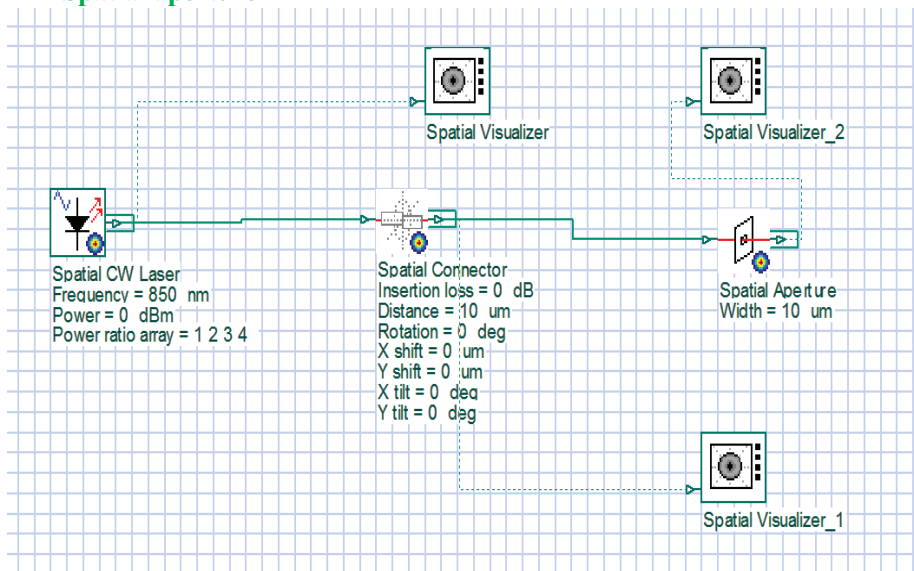 Spatial Visualizer
Spatial Visualizer_2
Spatial CW Laser
Frequency = 850 nm
Power = 0 dBm
Power ratio array = 1 2 3 4
Spatial Connector
Insertion loss = 0 dB
Distance = 10 um
Rotation = 0 deg
X shift = 0 um
Y shift = 0 um
X tilt = 0 deg
Y tilt = 0 deg
Spatial Aperture
Width = 10 um
Spatial Visualizer_1